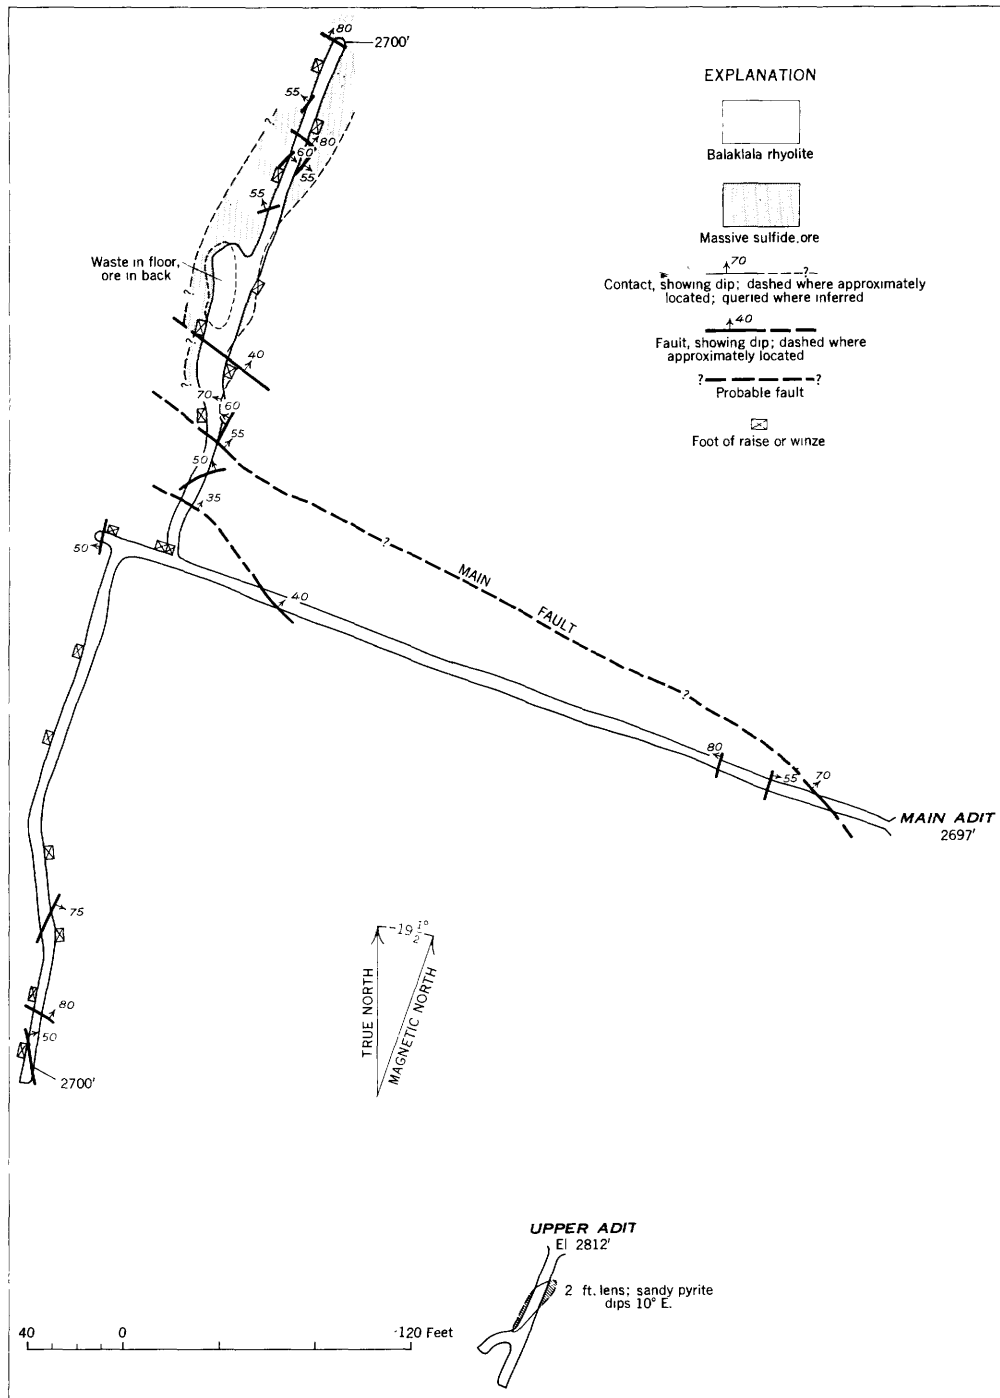 80
2700'
EXPLANATION
55
?
80
60
55
55
Balaklala rhyolite
Massive sulfide ore
70
?
Contact, showing dip; dashed where approximately
located; queried where inferred
40
Fault, showing dip; dashed where
approximately located
? ?
Probable fault
Foot of raise or winze
Waste in floor,
ore in back
?
?
40
?
70
60
55
50
35
50
?
MAIN
FAULT
40
?
80
55
70
MAIN ADIT
2697'
75
80
50
2700'
19 1/2°
TRUE NORTH
MAGNETIC NORTH
UPPER ADIT
El 2812'
2 ft. lens; sandy pyrite
dips 10° E.
40 0 120 Feet